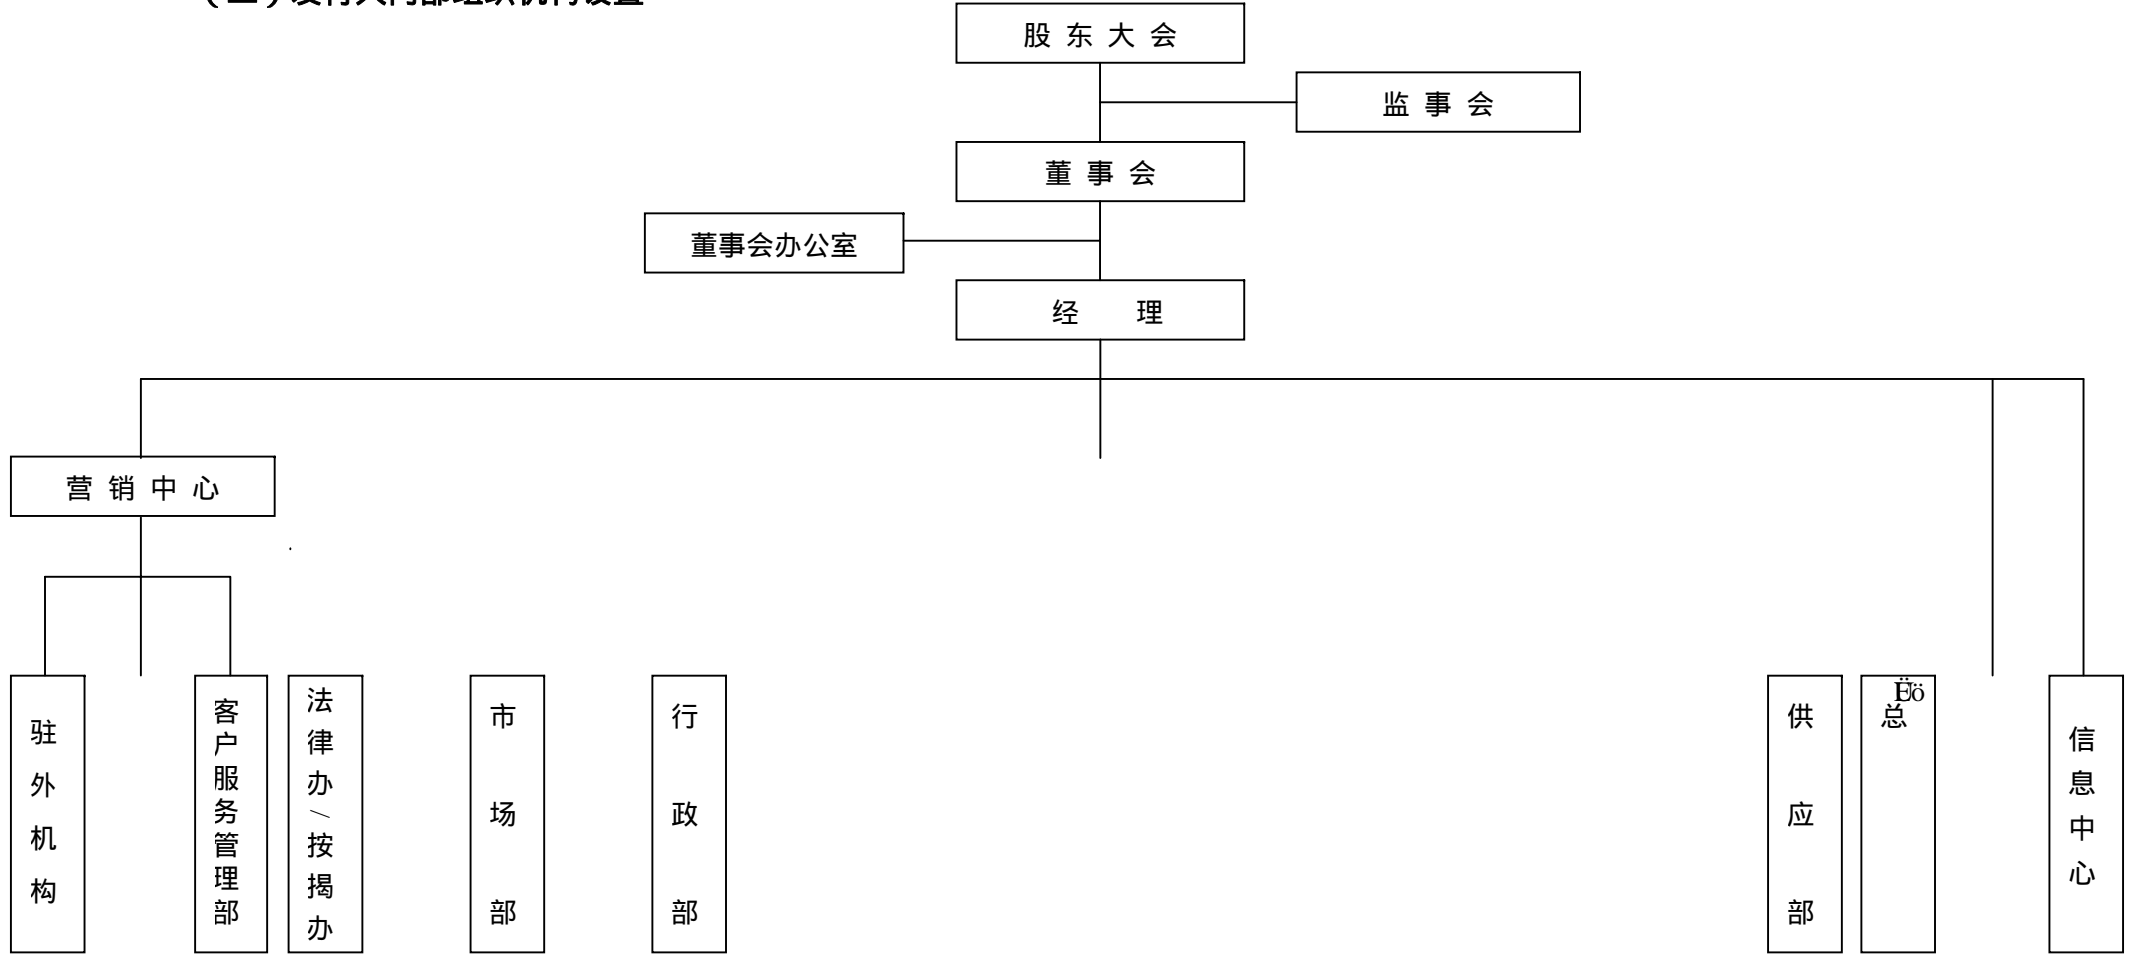 股 东 大 会
监 事 会
董 事 会
董事会办公室
经 理
营 销 中 心
驻外机构
客户服务管理部
法律办/按揭办
市场部
行政部
供应部
总
信息中心